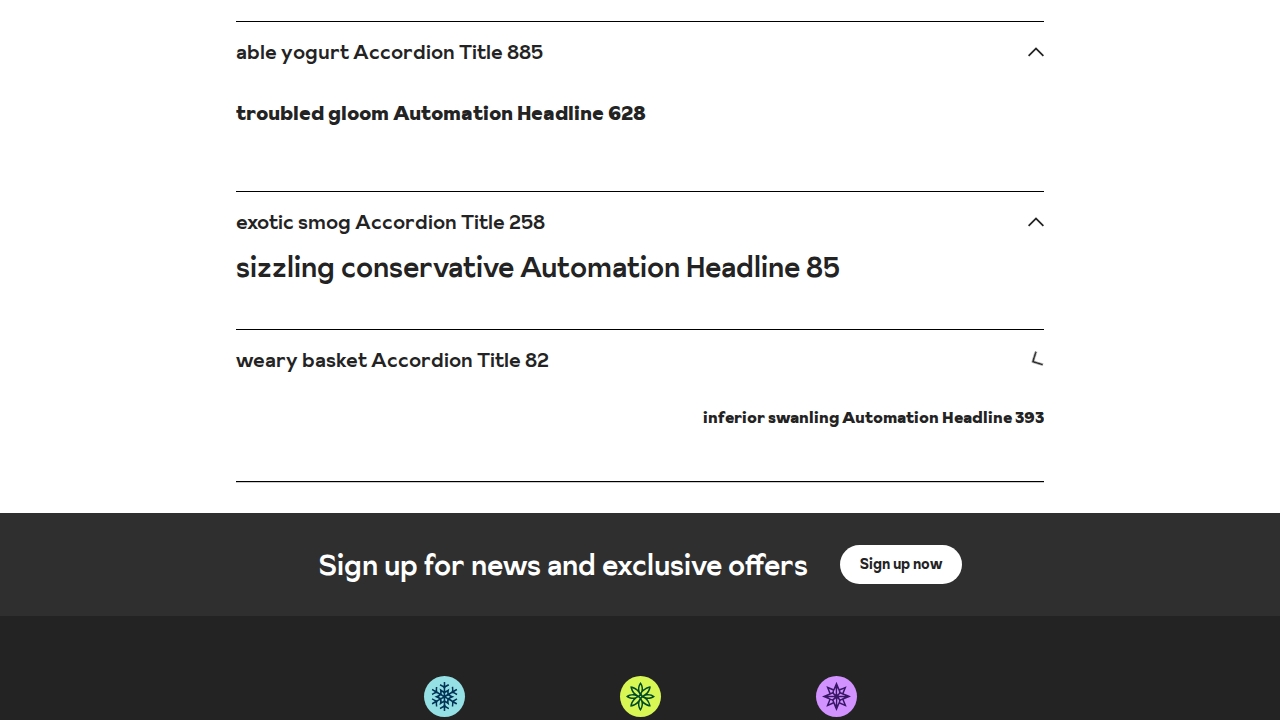 able yogurt Accordion Title 885
troubled gloom Automation Headline 628
exotic smog Accordion Title 258
sizzling conservative Automation Headline 85
weary basket Accordion Title 82
inferior swanling Automation Headline 393
Sign up for news and exclusive offers
Sign up now